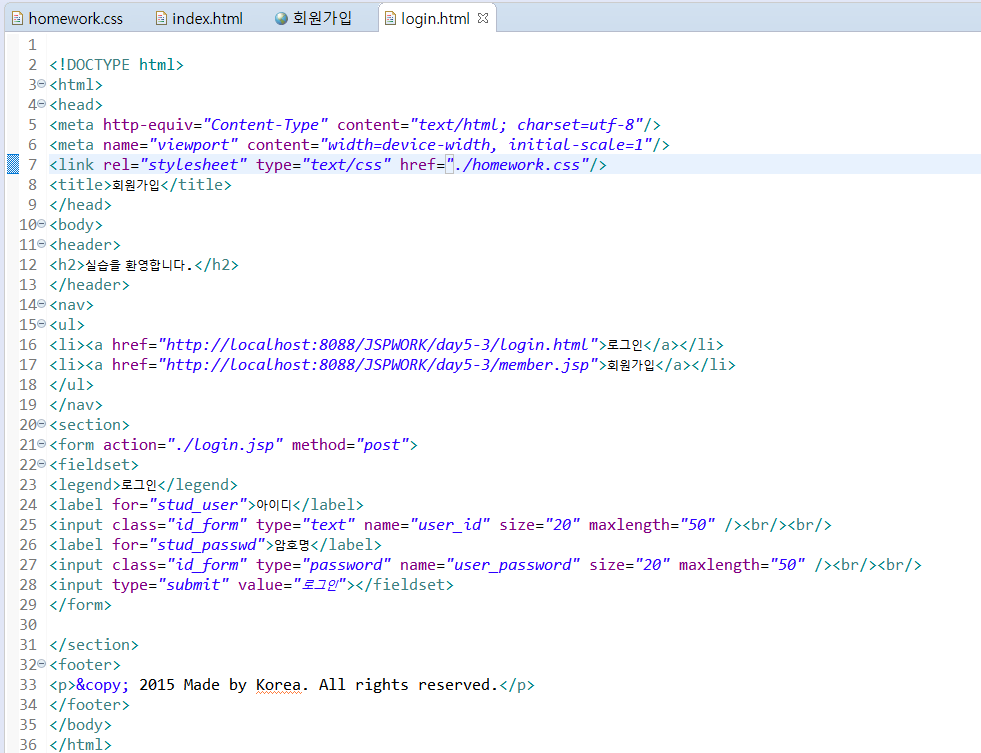 homework.css index.html 회원가입 login.html
1
2 <!DOCTYPE html>
3 <html>
4 <head>
5 <meta http-equiv="Content-Type" content="text/html; charset=utf-8"/>
6 <meta name="viewport" content="width=device-width, initial-scale=1"/>
7 <link rel="stylesheet" type="text/css" href="./homework.css"/>
8 <title>회원가입</title>
9 </head>
10 <body>
11 <header>
12 <h2>실습을 환영합니다.</h2>
13 </header>
14 <nav>
15 <ul>
16 <li><a href="http://localhost:8088/JSPWORK/day5-3/login.html">로그인</a></li>
17 <li><a href="http://localhost:8088/JSPWORK/day5-3/member.jsp">회원가입</a></li>
18 </ul>
19 </nav>
20 <section>
21 <form action="./login.jsp" method="post">
22 <fieldset>
23 <legend>로그인</legend>
24 <label for="stud_user">아이디</label>
25 <input class="id_form" type="text" name="user_id" size="20" maxlength="50" /><br/><br/>
26 <label for="stud_passwd">암호명</label>
27 <input class="id_form" type="password" name="user_password" size="20" maxlength="50" /><br/><br/>
28 <input type="submit" value="로그인"></fieldset>
29 </form>
30
31 </section>
32 <footer>
33 <p>&copy; 2015 Made by Korea. All rights reserved.</p>
34 </footer>
35 </body>
36 </html>